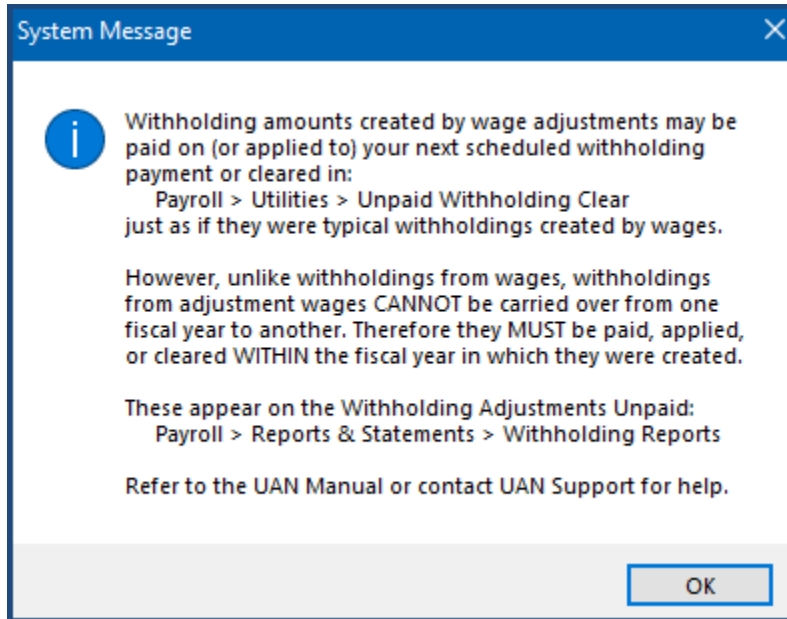 System Message
Withholding amounts created by wage adjustments may be
paid on (or applied to) your next scheduled withholding
payment or cleared in:
Payroll > Utilities > Unpaid Withholding Clear
just as if they were typical withholdings created by wages.
However, unlike withholdings from wages, withholdings
from adjustment wages CANNOT be carried over from one
fiscal year to another. Therefore they MUST be paid, applied,
or cleared WITHIN the fiscal year in which they were created.
These appear on the Withholding Adjustments Unpaid:
Payroll > Reports & Statements > Withholding Reports
Refer to the UAN Manual or contact UAN Support for help.
OK